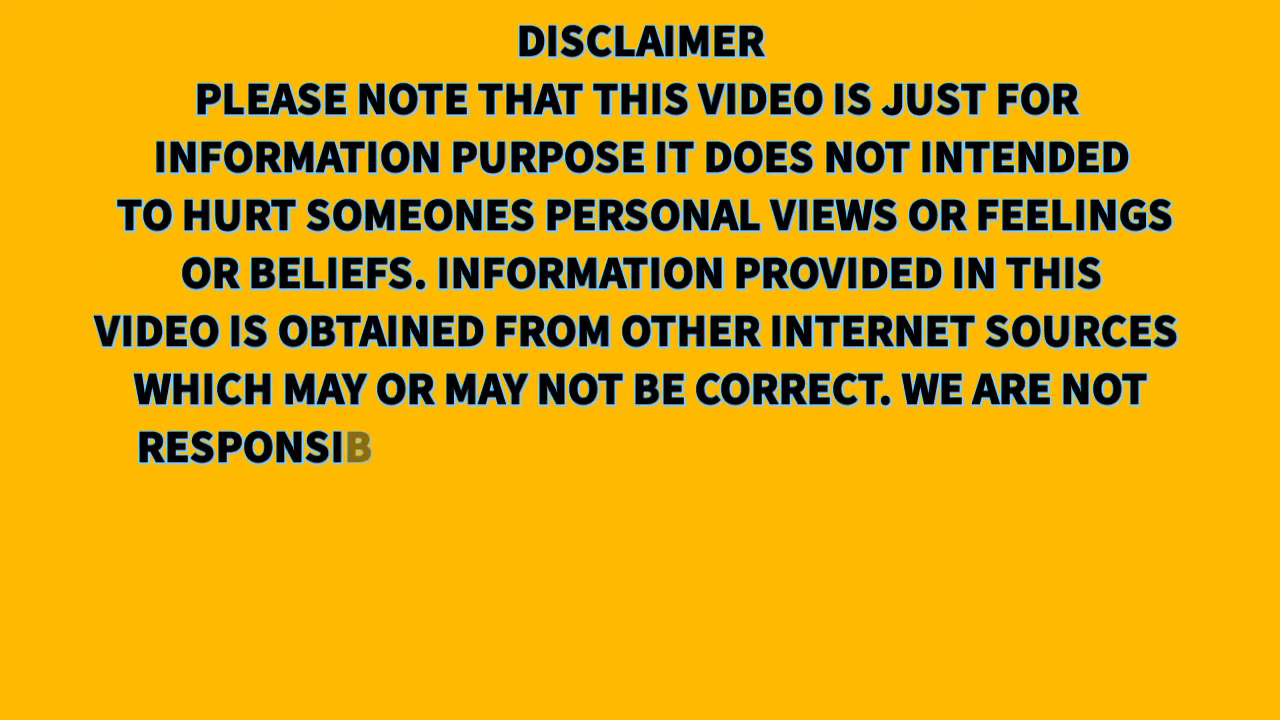 DISCLAIMER
PLEASE NOTE THAT THIS VIDEO IS JUST FOR
INFORMATION PURPOSE IT DOES NOT INTENDED
TO HURT SOMEONES PERSONAL VIEWS OR FEELINGS
OR BELIEFS. INFORMATION PROVIDED IN THIS
VIDEO IS OBTAINED FROM OTHER INTERNET SOURCES
WHICH MAY OR MAY NOT BE CORRECT. WE ARE NOT
RESPONSIB